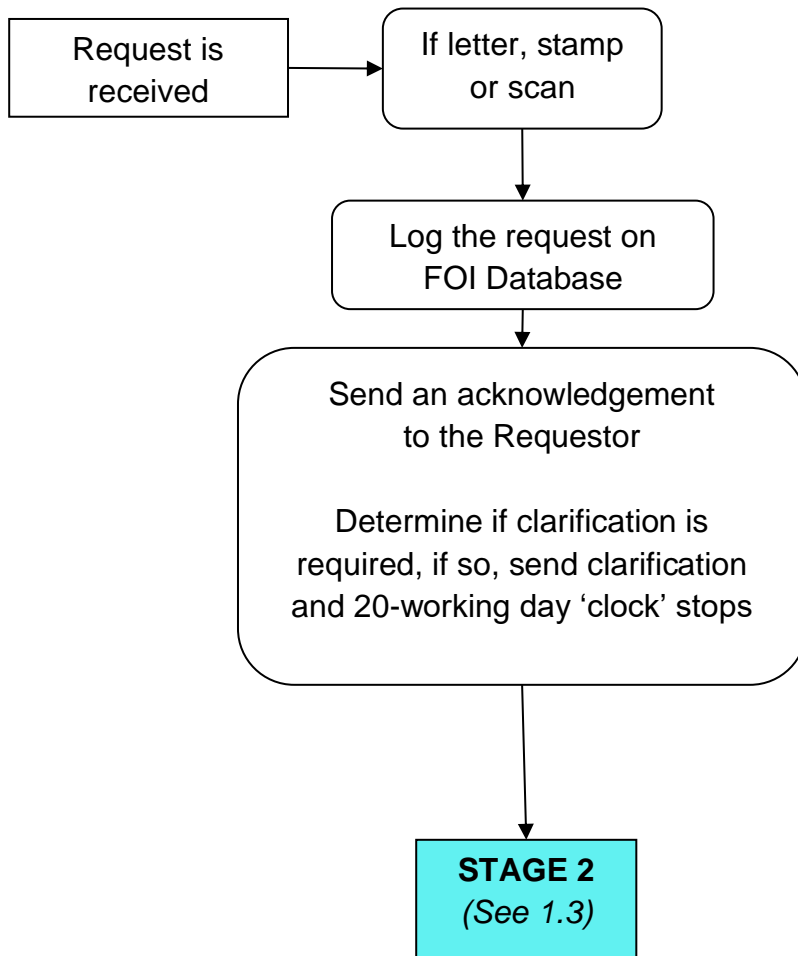 Request is
received
If letter, stamp
or scan
Log the request on
FOI Database
Send an acknowledgement
to the Requestor
Determine if clarification is
required, if so, send clarification
and 20-working day ‘clock’ stops
STAGE 2
(See 1.3)